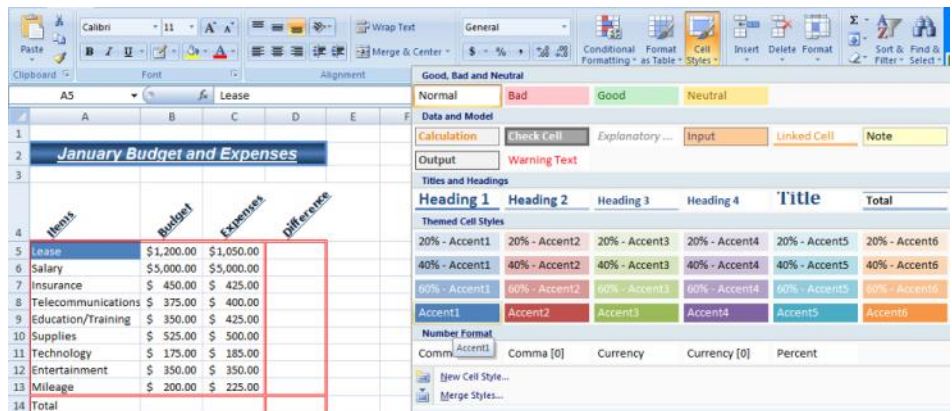 Calibri 11 A A Wrap Text General
Paste B I U A Merge & Center $ % , .0 .00 .00 .0 Conditional Formatting Format as Table Cell Styles Insert Delete Format Σ Sort & Filter Find & Select
Clipboard Font Alignment
A5 fx Lease
A B C D E F
1
2 January Budget and Expenses
3
4 Items Budget Expenses Difference
5 Lease $1,200.00 $1,050.00
6 Salary $5,000.00 $5,000.00
7 Insurance $ 450.00 $ 425.00
8 Telecommunications $ 375.00 $ 400.00
9 Education/Training $ 350.00 $ 425.00
10 Supplies $ 525.00 $ 500.00
11 Technology $ 175.00 $ 185.00
12 Entertainment $ 350.00 $ 350.00
13 Mileage $ 200.00 $ 225.00
14 Total
Good, Bad and Neutral
Normal Bad Good Neutral
Data and Model
Calculation Check Cell Explanatory ... Input Linked Cell Note
Output Warning Text
Titles and Headings
Heading 1 Heading 2 Heading 3 Heading 4 Title Total
Themed Cell Styles
20% - Accent1 20% - Accent2 20% - Accent3 20% - Accent4 20% - Accent5 20% - Accent6
40% - Accent1 40% - Accent2 40% - Accent3 40% - Accent4 40% - Accent5 40% - Accent6
60% - Accent1 60% - Accent2 60% - Accent3 60% - Accent4 60% - Accent5 60% - Accent6
Accent1 Accent2 Accent3 Accent4 Accent5 Accent6
Number Format
Comm Accent1 Comma [0] Currency Currency [0] Percent
New Cell Style...
Merge Styles...